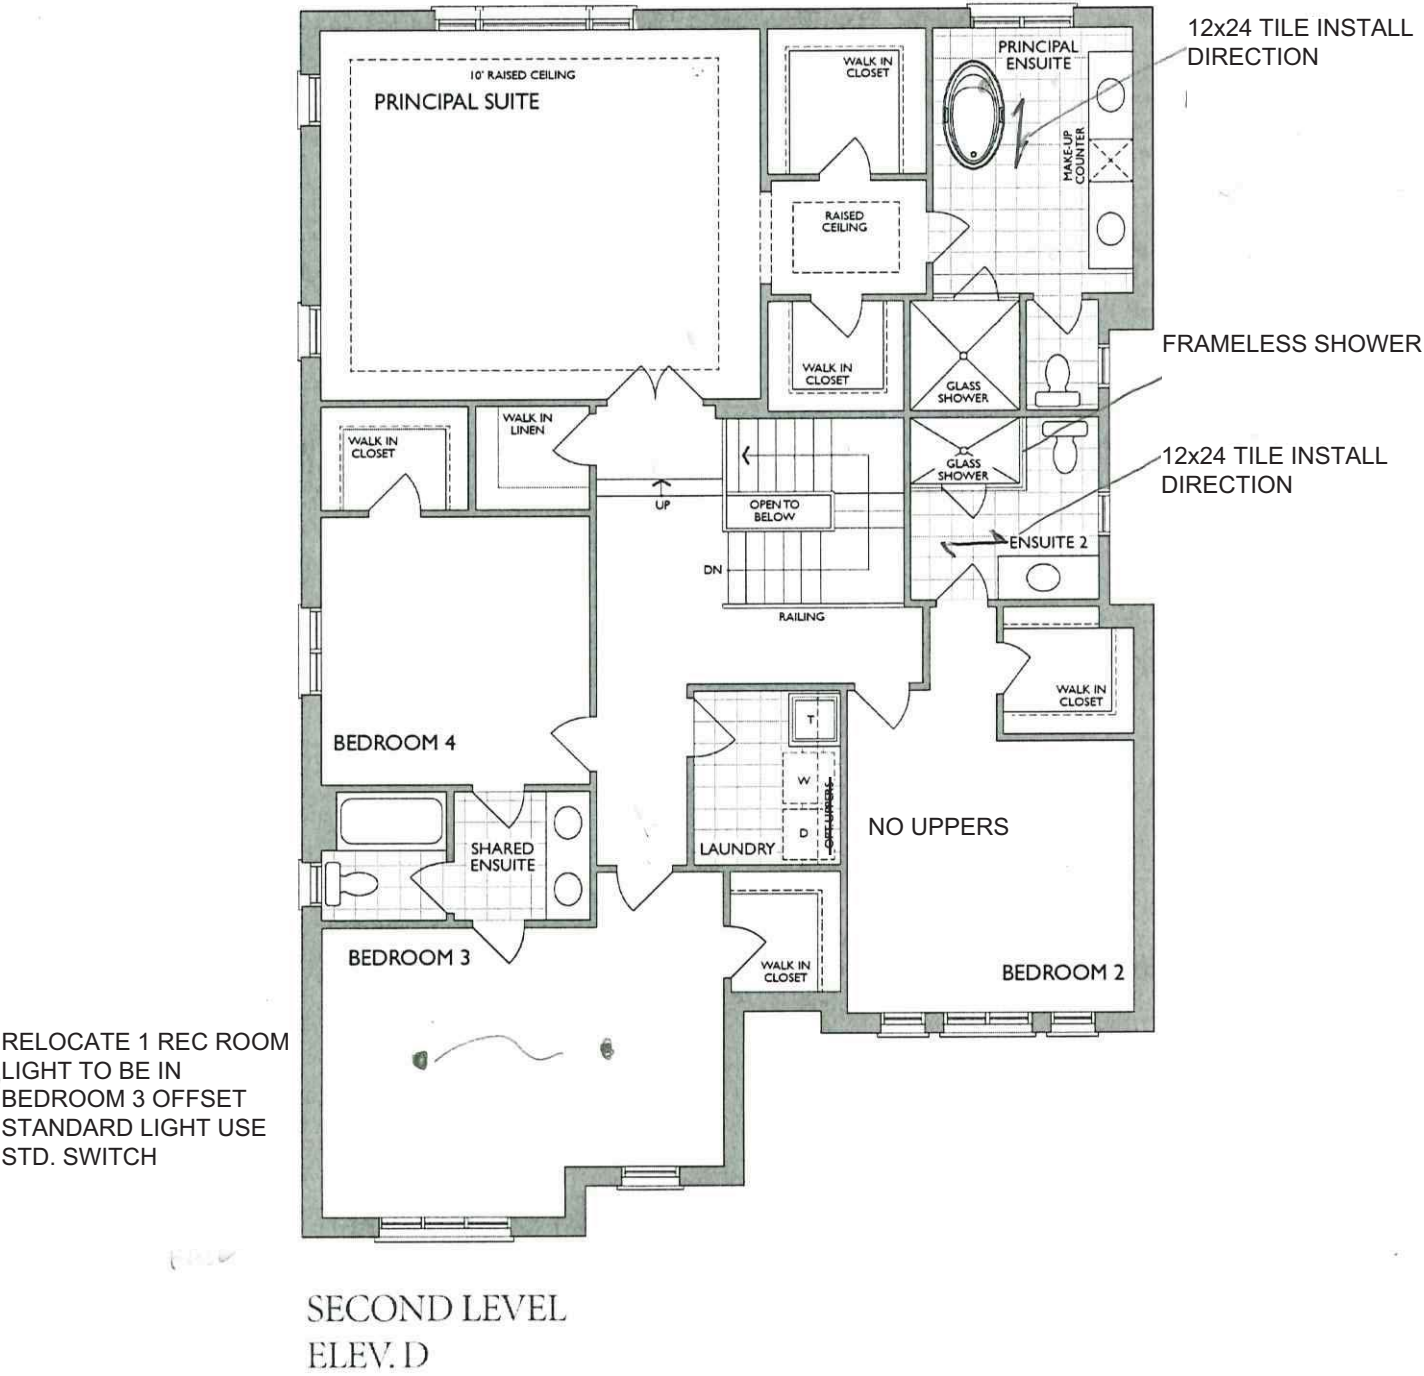 12x24 TILE INSTALL
DIRECTION
PRINCIPAL
ENSUITE
WALK IN
CLOSET
10' RAISED CEILING
PRINCIPAL SUITE
MAKE-UP
COUNTER
RAISED
CEILING
FRAMELESS SHOWER
WALK IN
CLOSET
GLASS
SHOWER
WALK IN
LINEN
WALK IN
CLOSET
12x24 TILE INSTALL
DIRECTION
GLASS
SHOWER
UP
OPEN TO
BELOW
ENSUITE 2
DN
RAILING
WALK IN
CLOSET
T
BEDROOM 4
W
OPT. UPPERS
NO UPPERS
D
LAUNDRY
SHARED
ENSUITE
BEDROOM 3
WALK IN
CLOSET
BEDROOM 2
RELOCATE 1 REC ROOM
LIGHT TO BE IN
BEDROOM 3 OFFSET
STANDARD LIGHT USE
STD. SWITCH
SECOND LEVEL
ELEV. D